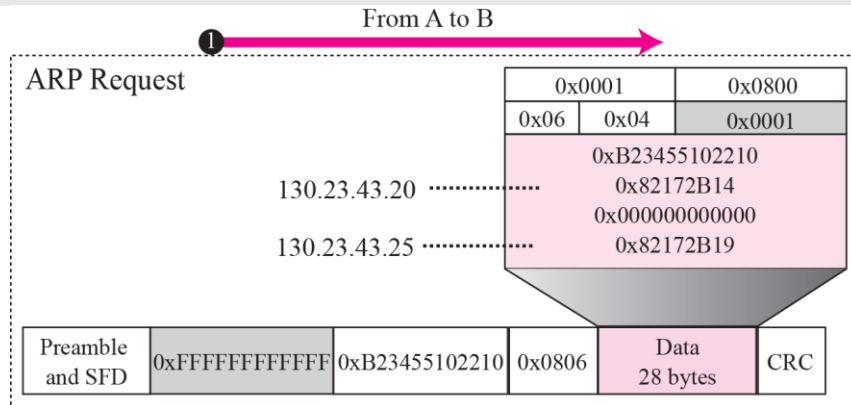 From A to B
1
ARP Request
0x0001 0x0800
0x06 0x04 0x0001
0xB23455102210
130.23.43.20 0x82172B14
0x000000000000
130.23.43.25 0x82172B19
Preamble and SFD 0xFFFFFFFFFFFF 0xB23455102210 0x0806 Data 28 bytes CRC